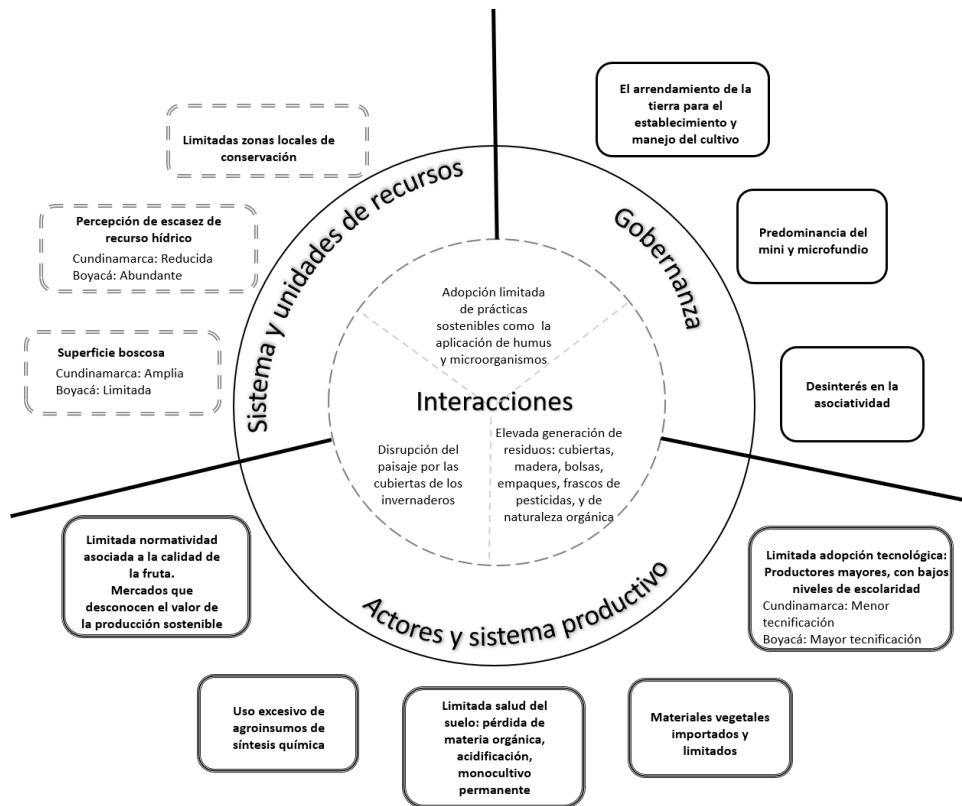 El arrendamiento de la
tierra para el
establecimiento y
manejo del cultivo
Limitadas zonas locales de
conservación
Percepción de escasez de
recurso hídrico
Cundinamarca: Reducida
Boyacá: Abundante
Predominancia del
mini y microfundio
Superficie boscosa
Cundinamarca: Amplia
Boyacá: Limitada
Desinterés en la
asociatividad
Sistema y unidades de recursos
Gobernanza
Adopción limitada
de prácticas
sostenibles como la
aplicación de humus
y microorganismos
Interacciones
Disrupción del
paisaje por las
cubiertas de los
invernaderos
Elevada generación de
residuos: cubiertas,
madera, bolsas,
empaques, frascos de
pesticidas, y de
naturaleza orgánica
Actores y sistema productivo
Limitada normatividad
asociada a la calidad de
la fruta.
Mercados que
desconocen el valor de
la producción sostenible
Limitada adopción tecnológica:
Productores mayores, con bajos
niveles de escolaridad
Cundinamarca: Menor
tecnificación
Boyacá: Mayor tecnificación
Uso excesivo de
agroinsumos de
síntesis química
Limitada salud del
suelo: pérdida de
materia orgánica,
acidificación,
monocultivo
permanente
Materiales vegetales
importados y
limitados